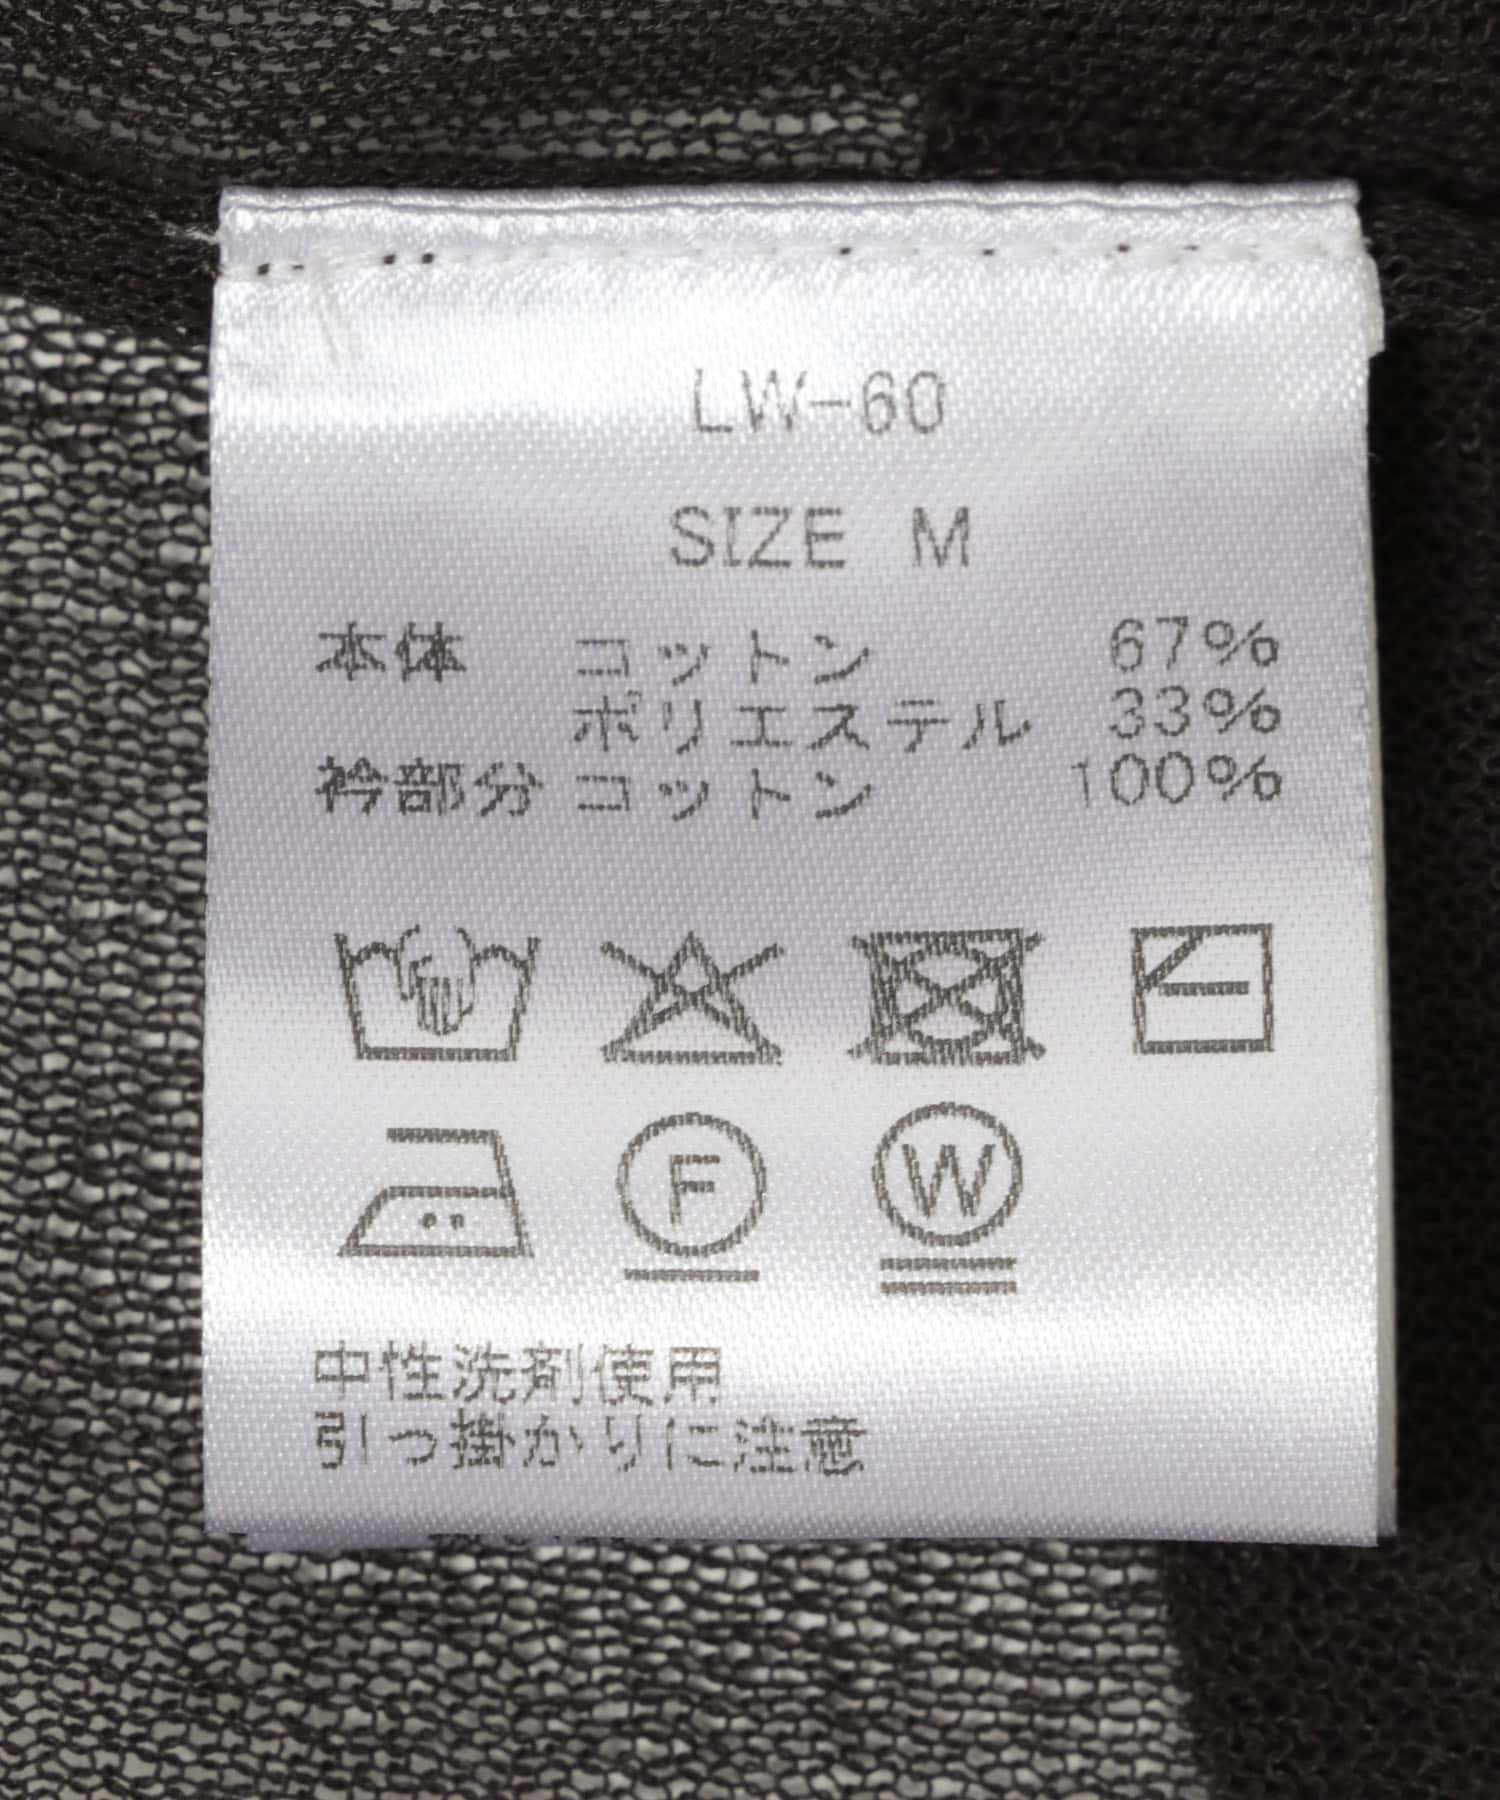 LW-60
SIZE M
本体 コットン 67%
ポリエステル 33%
衿部分 コットン 100%
F W
中性洗剤使用
引っ掛かりに注意